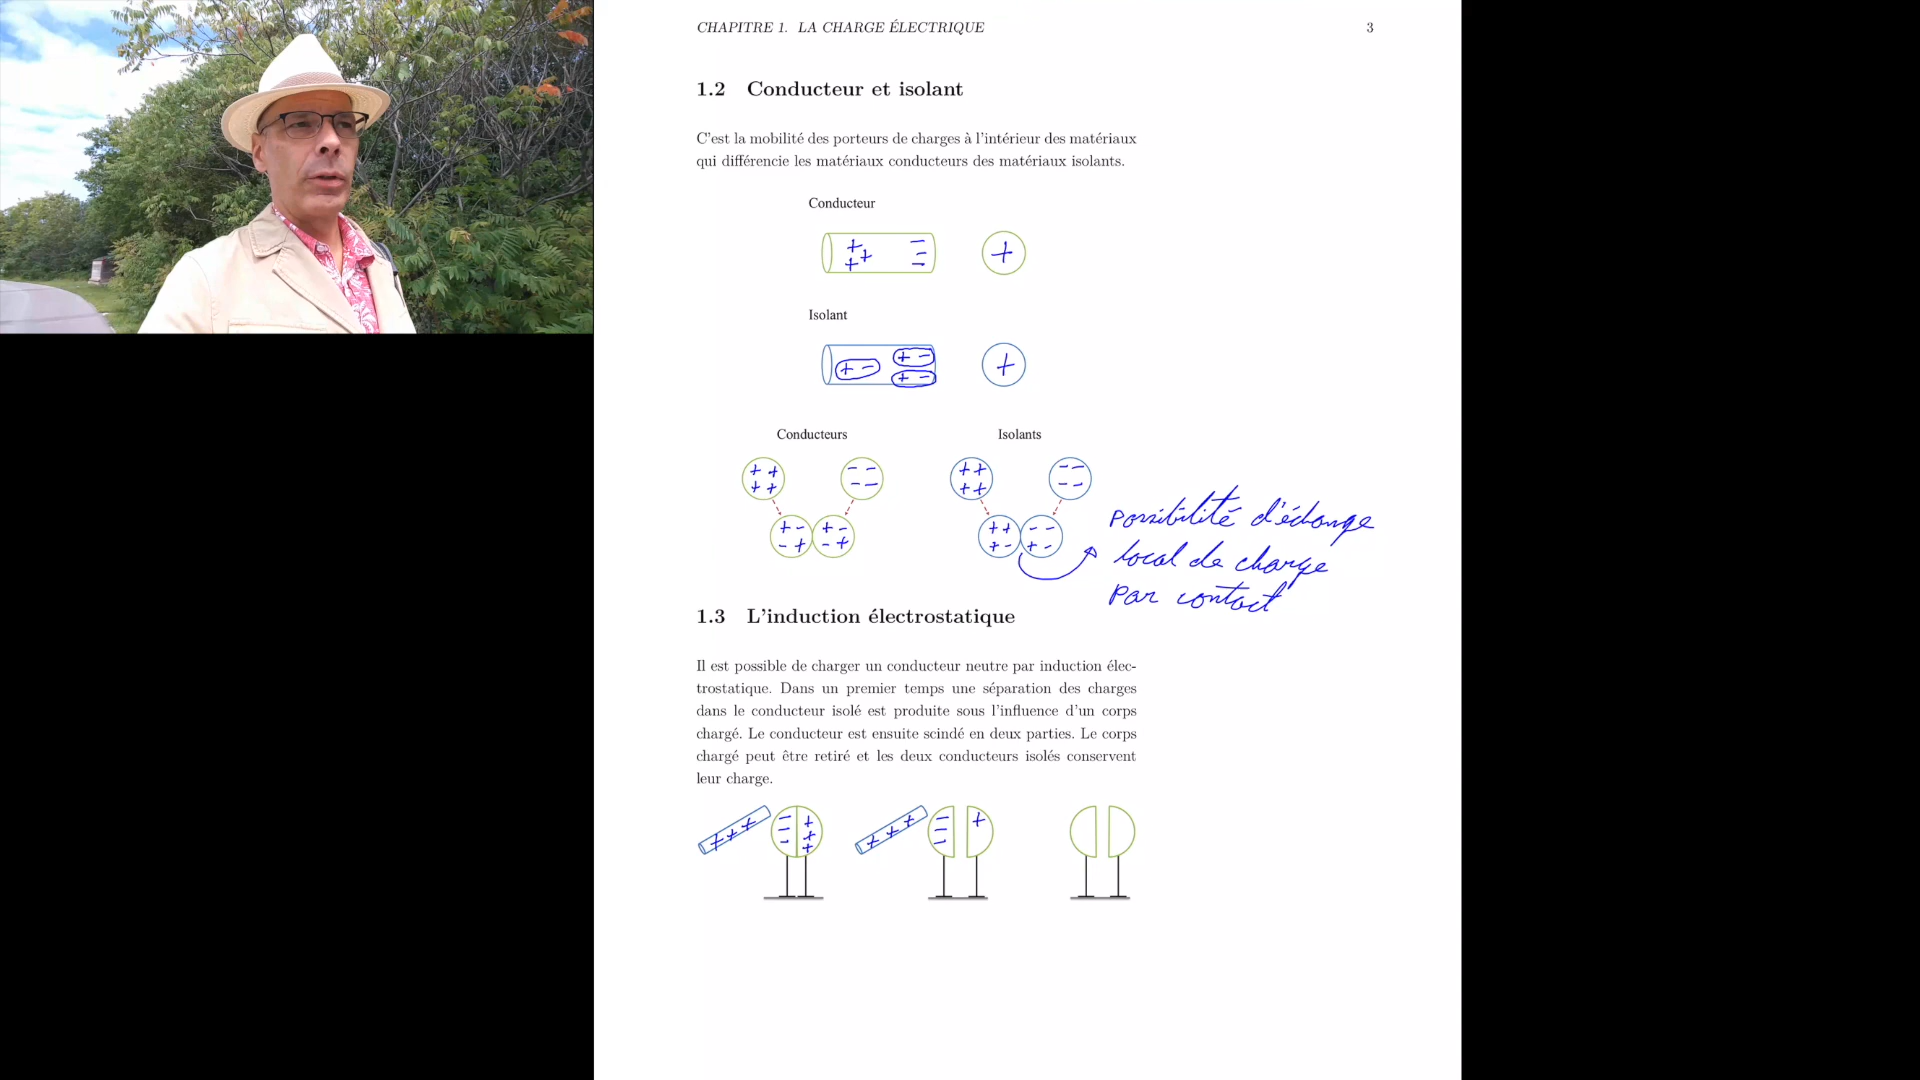 CHAPITRE 1. LA CHARGE ÉLECTRIQUE 3
1.2 Conducteur et isolant
C'est la mobilité des porteurs de charges à l'intérieur des matériaux
qui différencie les matériaux conducteurs des matériaux isolants.
Conducteur
+ + + − − − +
Isolant
+ − + − + − +
Conducteurs Isolants
+ + − − + + − −
+ + − − + + − −
+ − + − + + − −
− + − + + − + −
possibilité d'échange
local de charge
par contact
1.3 L'induction électrostatique
Il est possible de charger un conducteur neutre par induction élec-
trostatique. Dans un premier temps une séparation des charges
dans le conducteur isolé est produite sous l'influence d'un corps
chargé. Le conducteur est ensuite scindé en deux parties. Le corps
chargé peut être retiré et les deux conducteurs isolés conservent
leur charge.
+ + + − − − + + + + + + − − − +